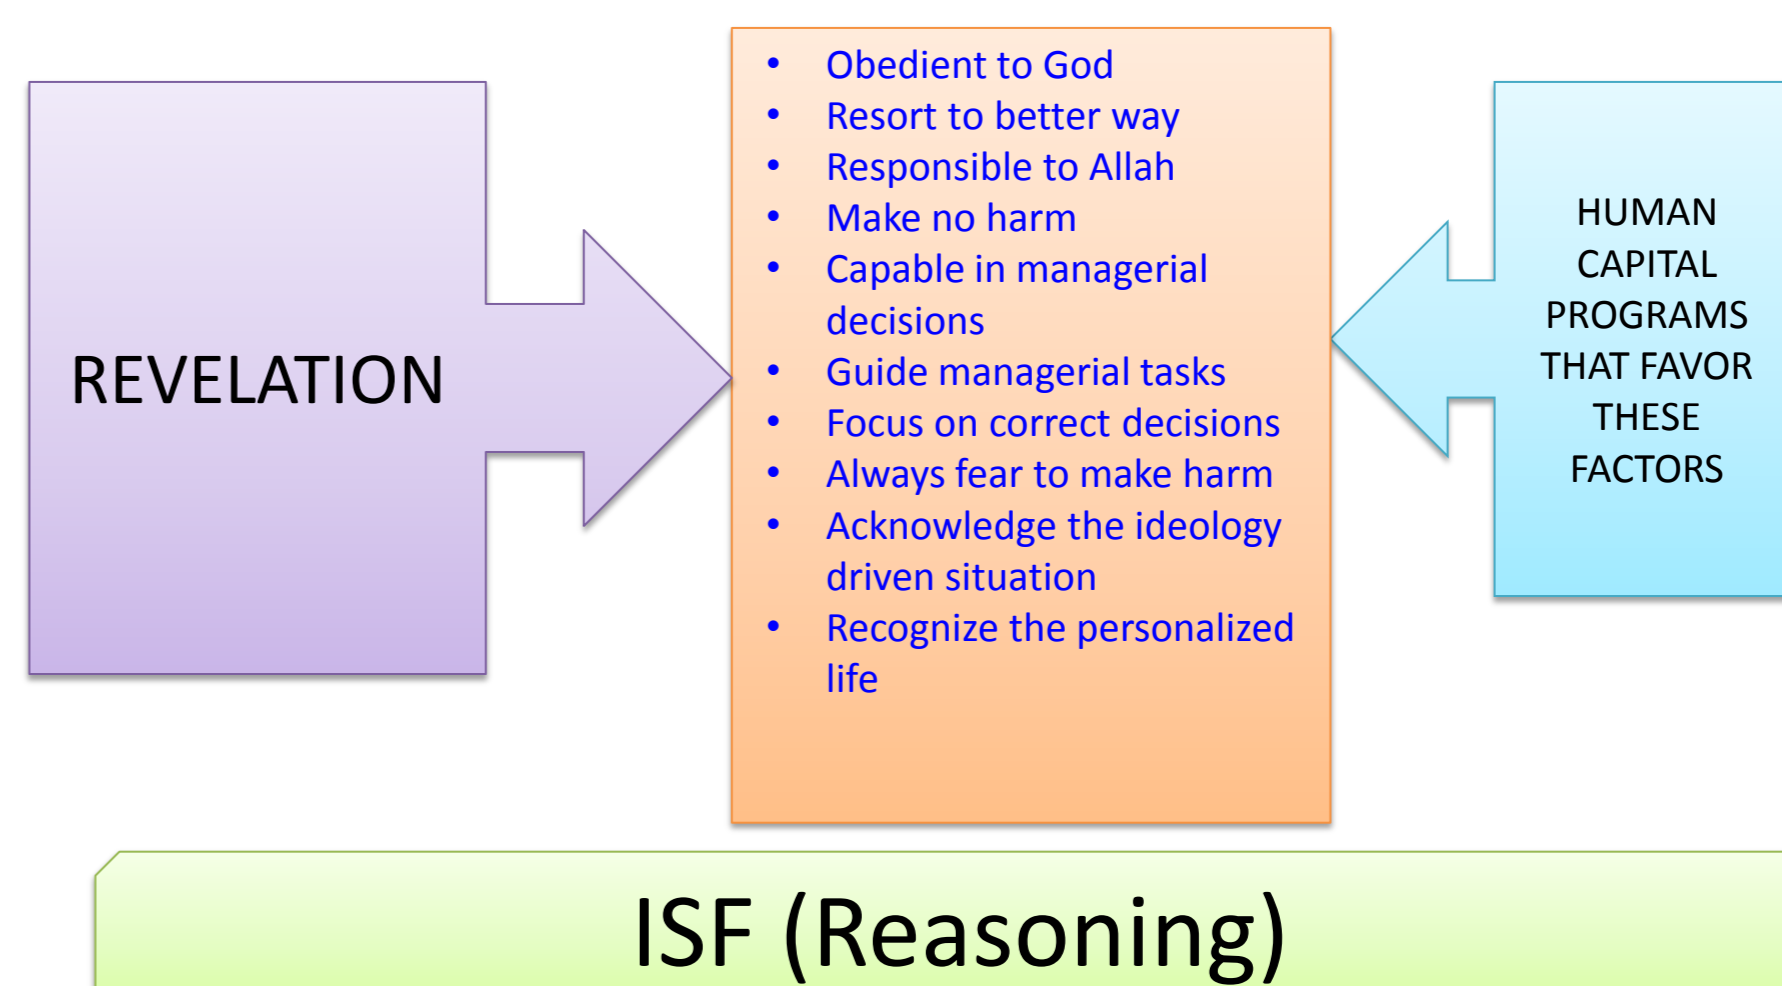 REVELATION
• Obedient to God
• Resort to better way
• Responsible to Allah
• Make no harm
• Capable in managerial
decisions
• Guide managerial tasks
• Focus on correct decisions
• Always fear to make harm
• Acknowledge the ideology
driven situation
• Recognize the personalized
life
HUMAN
CAPITAL
PROGRAMS
THAT FAVOR
THESE
FACTORS
ISF (Reasoning)